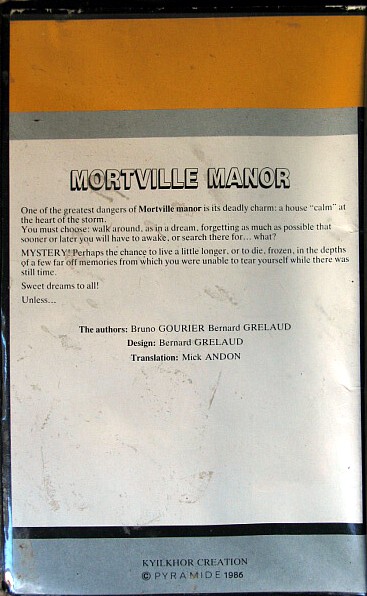 MORTVILLE MANOR
One of the greatest dangers of Mortville manor is its deadly charm: a house "calm" at
the heart of the storm.
You must choose: walk around, as in a dream, forgetting as much as possible that
sooner or later you will have to awake, or search there for... what?
MYSTERY? Perhaps the chance to live a little longer, or to die, frozen, in the depths
of a few far off memories from which you were unable to tear yourself while there was
still time.
Sweet dreams to all!
Unless...
The authors: Bruno GOURIER Bernard GRELAUD
Design: Bernard GRELAUD
Translation: Mick ANDON
KYILKHOR CREATION
© PYRAMIDE 1986